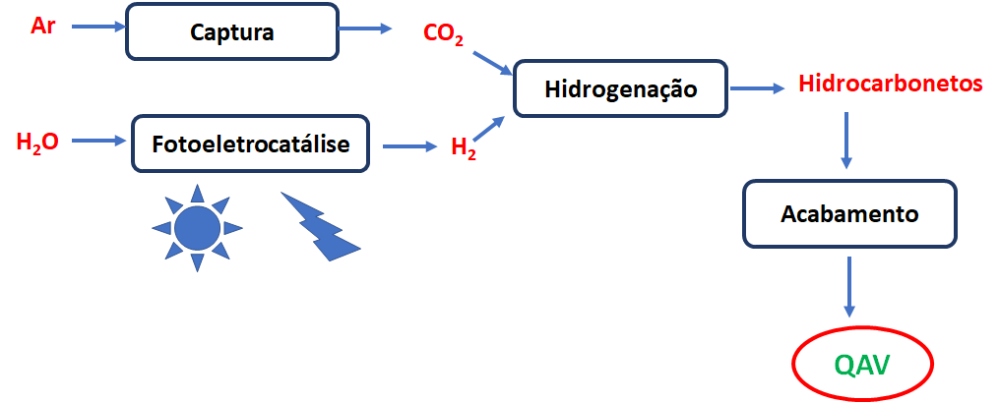 Ar
Captura
CO₂
Hidrogenação
Hidrocarbonetos
H₂O
Fotoeletrocatálise
H₂
Acabamento
QAV